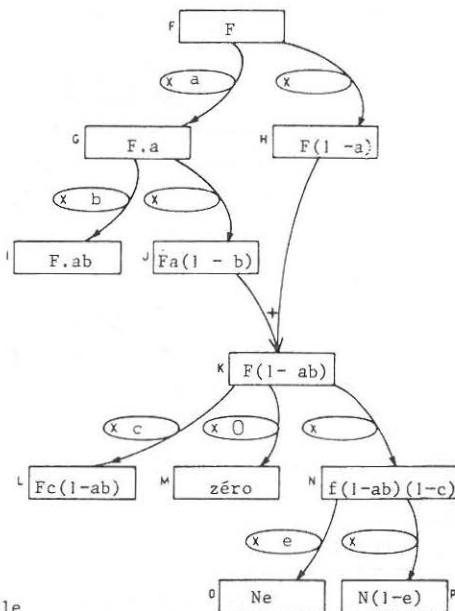 F F
x a x
G F.a H F(1 -a)
x b x
I F.ab J Fa(1 - b)
+
K F(1- ab)
x c x 0 x
L Fc(1-ab) M zéro N f(1-ab)(1-c)
x e x
O Ne N(1-e) P
le